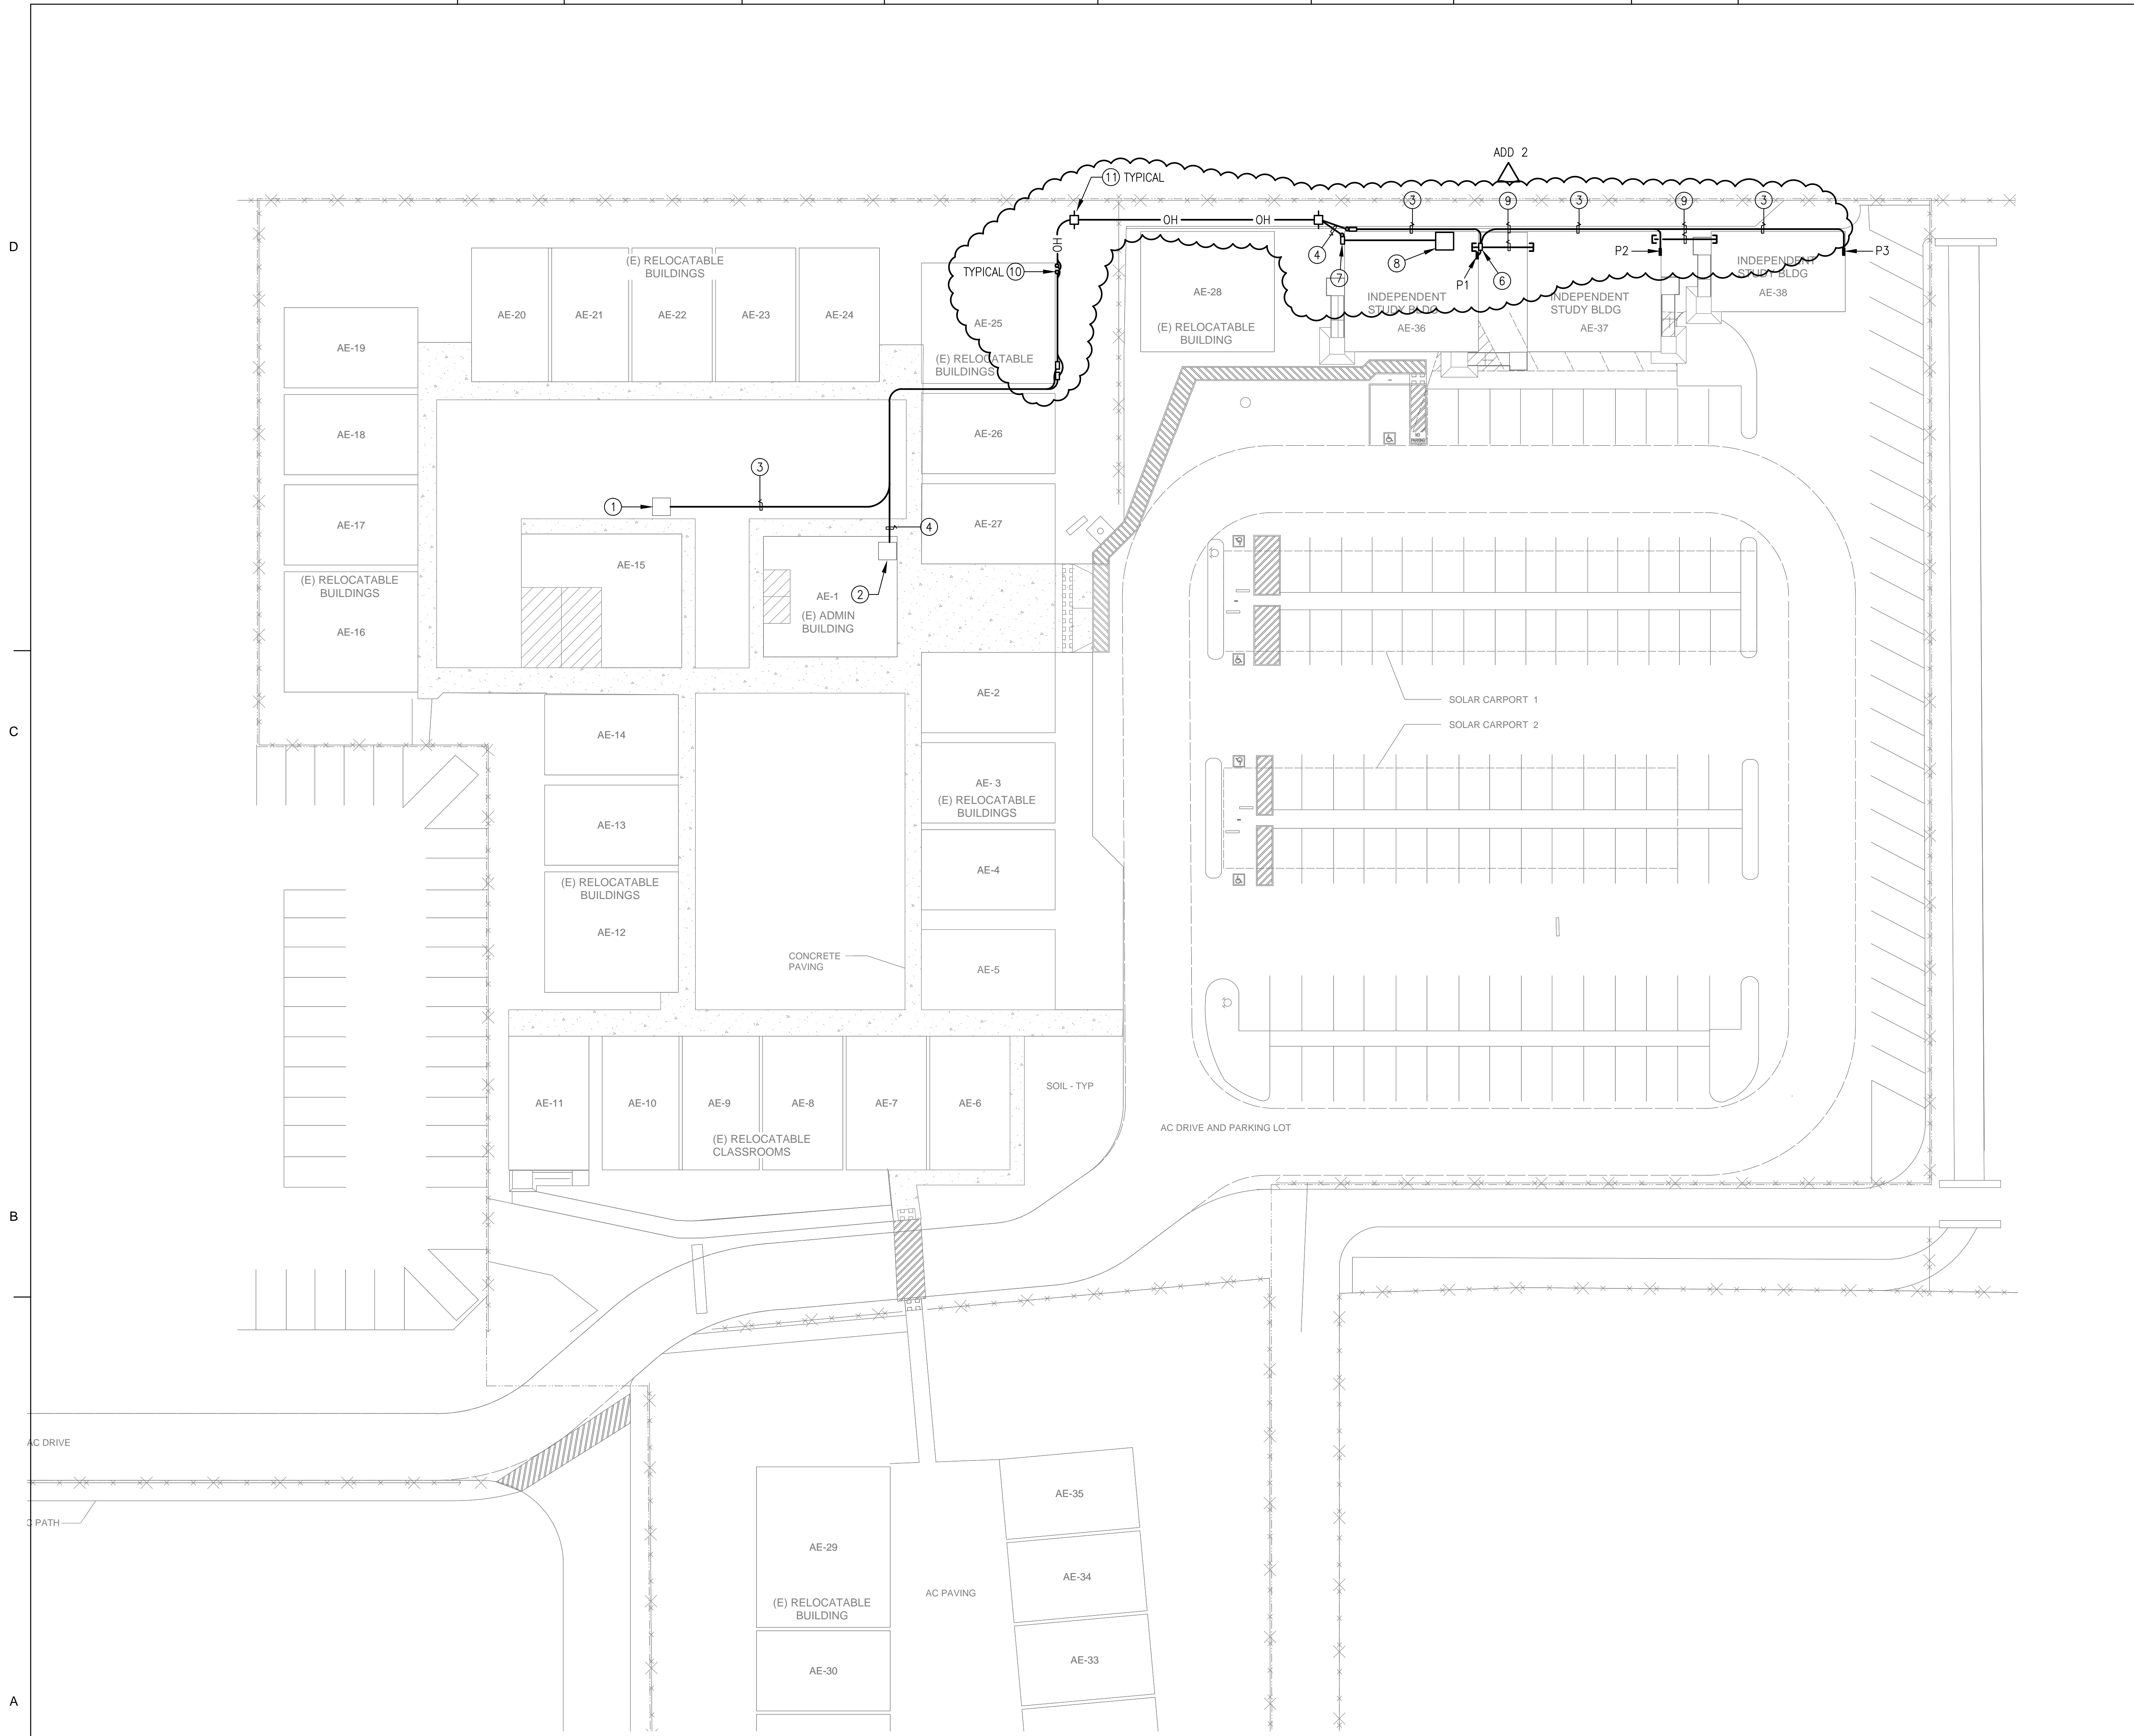 ADD 2
11 TYPICAL
3
9
3
9
3
OH
OH
OH
D
(E) RELOCATABLE
BUILDINGS
TYPICAL 10
4
7
8
P1
6
P2
P3
INDEPENDENT
STUDY BLDG
AE-38
AE-28
(E) RELOCATABLE
BUILDING
INDEPENDENT
STUDY BLDG
AE-36
INDEPENDENT
STUDY BLDG
AE-37
AE-20
AE-21
AE-22
AE-23
AE-24
AE-25
(E) RELOCATABLE
BUILDINGS
AE-19
AE-18
AE-26
NO
PARKING
3
1
4
AE-17
AE-27
AE-15
2
AE-1
(E) ADMIN
BUILDING
(E) RELOCATABLE
BUILDINGS
AE-16
AE-2
SOLAR CARPORT 1
SOLAR CARPORT 2
C
AE-14
AE- 3
(E) RELOCATABLE
BUILDINGS
AE-13
AE-4
(E) RELOCATABLE
BUILDINGS
AE-12
CONCRETE
PAVING
AE-5
SOIL - TYP
AE-11
AE-10
AE-9
AE-8
AE-7
AE-6
(E) RELOCATABLE
CLASSROOMS
AC DRIVE AND PARKING LOT
B
AC DRIVE
C PATH
AE-35
AE-29
AE-34
AC PAVING
(E) RELOCATABLE
BUILDING
AE-33
AE-30
A